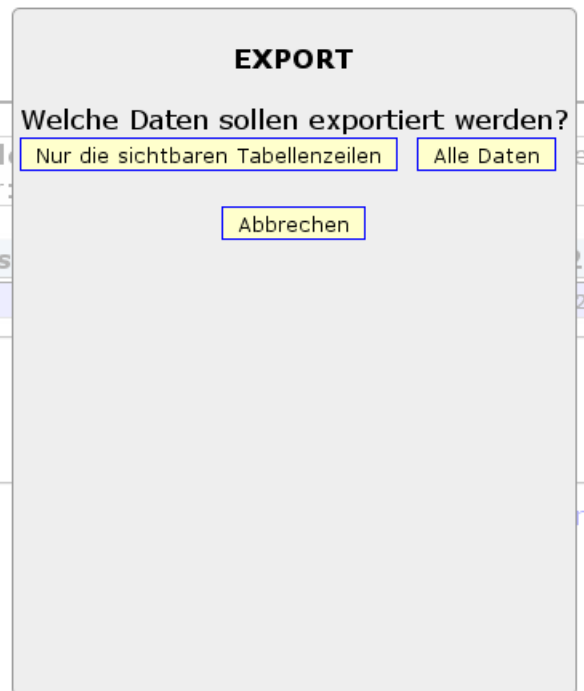 EXPORT
Welche Daten sollen exportiert werden?
Nur die sichtbaren Tabellenzeilen Alle Daten
Abbrechen